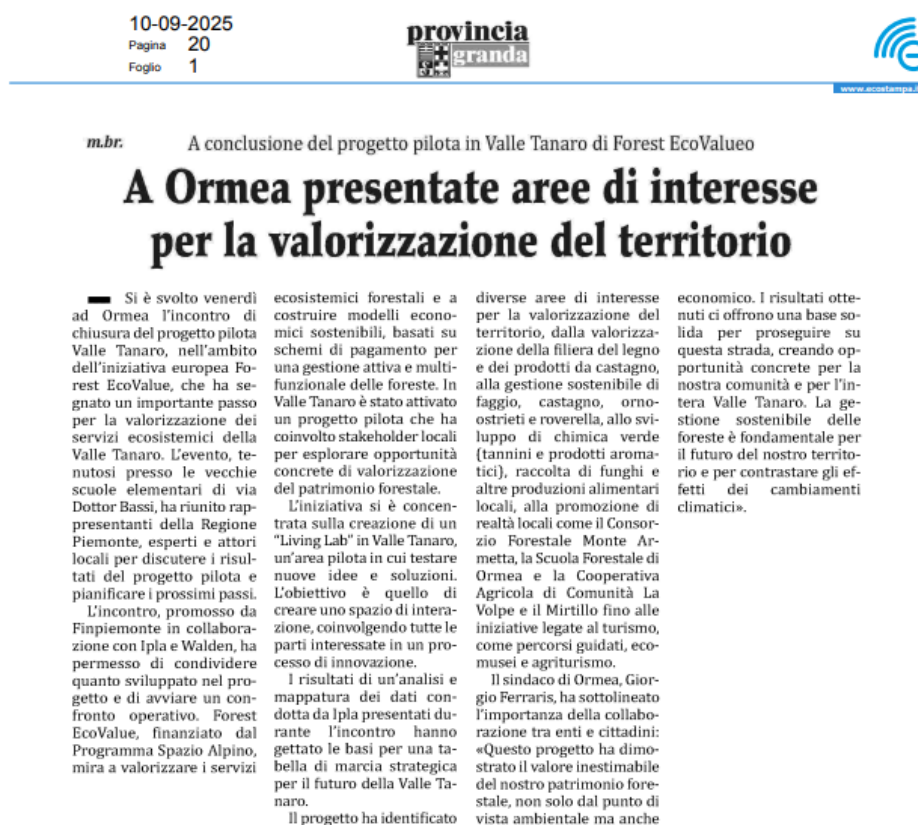 10-09-2025
Pagina 20
Foglio 1
provincia
granda
www.ecostampa.it
m.br.
A conclusione del progetto pilota in Valle Tanaro di Forest EcoValueo
A Ormea presentate aree di interesse
per la valorizzazione del territorio
Si è svolto venerdì
ad Ormea l’incontro di
chiusura del progetto pilota
Valle Tanaro, nell’ambito
dell’iniziativa europea Fo-
rest EcoValue, che ha se-
gnato un importante passo
per la valorizzazione dei
servizi ecosistemici della
Valle Tanaro. L’evento, te-
nutosi presso le vecchie
scuole elementari di via
Dottor Bassi, ha riunito rap-
presentanti della Regione
Piemonte, esperti e attori
locali per discutere i risul-
tati del progetto pilota e
pianificare i prossimi passi.
L’incontro, promosso da
Finpiemonte in collabora-
zione con Ipla e Walden, ha
permesso di condividere
quanto sviluppato nel pro-
getto e di avviare un con-
fronto operativo. Forest
EcoValue, finanziato dal
Programma Spazio Alpino,
mira a valorizzare i servizi
ecosistemici forestali e a
costruire modelli econo-
mici sostenibili, basati su
schemi di pagamento per
una gestione attiva e multi-
funzionale delle foreste. In
Valle Tanaro è stato attivato
un progetto pilota che ha
coinvolto stakeholder locali
per esplorare opportunità
concrete di valorizzazione
del patrimonio forestale.
L’iniziativa si è concen-
trata sulla creazione di un
“Living Lab” in Valle Tanaro,
un’area pilota in cui testare
nuove idee e soluzioni.
L’obiettivo è quello di
creare uno spazio di intera-
zione, coinvolgendo tutte le
parti interessate in un pro-
cesso di innovazione.
I risultati di un’analisi e
mappatura dei dati con-
dotta da Ipla presentati du-
rante l’incontro hanno
gettato le basi per una ta-
bella di marcia strategica
per il futuro della Valle Ta-
naro.
Il progetto ha identificato
diverse aree di interesse
per la valorizzazione del
territorio, dalla valorizza-
zione della filiera del legno
e dei prodotti da castagno,
alla gestione sostenibile di
faggio, castagno, orno-
ostrieti e roverella, allo svi-
luppo di chimica verde
{tannini e prodotti aroma-
tici}, raccolta di funghi e
altre produzioni alimentari
locali, alla promozione di
realtà locali come il Consor-
zio Forestale Monte Ar-
metta, la Scuola Forestale di
Ormea e la Cooperativa
Agricola di Comunità La
Volpe e il Mirtillo fino alle
iniziative legate al turismo,
come percorsi guidati, eco-
musei e agriturismo.
Il sindaco di Ormea, Gior-
gio Ferraris, ha sottolineato
l’importanza della collabo-
razione tra enti e cittadini:
«Questo progetto ha dimo-
strato il valore inestimabile
del nostro patrimonio fore-
stale, non solo dal punto di
vista ambientale ma anche
economico. I risultati otte-
nuti ci offrono una base so-
lida per proseguire su
questa strada, creando op-
portunità concrete per la
nostra comunità e per l’in-
tera Valle Tanaro. La ge-
stione sostenibile delle
foreste è fondamentale per
il futuro del nostro territo-
rio e per contrastare gli ef-
fetti dei cambiamenti
climatici».